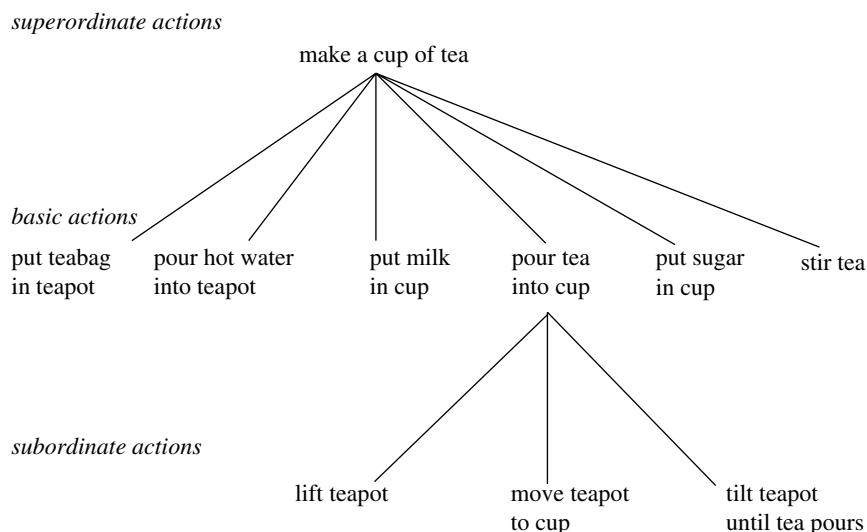 superordinate actions
make a cup of tea
basic actions
put teabag
in teapot
pour hot water
into teapot
put milk
in cup
pour tea
into cup
put sugar
in cup
stir tea
subordinate actions
lift teapot
move teapot
to cup
tilt teapot
until tea pours